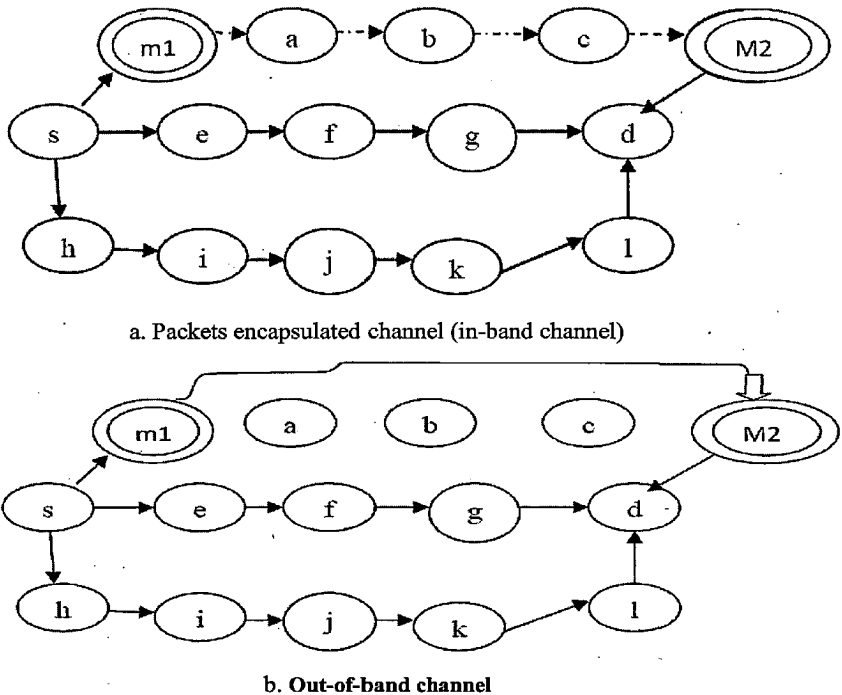 m1 a b c M2
s e f g d
h i j k l
a. Packets encapsulated channel (in-band channel)
m1 a b c M2
s e f g d
h i j k l
b. Out-of-band channel